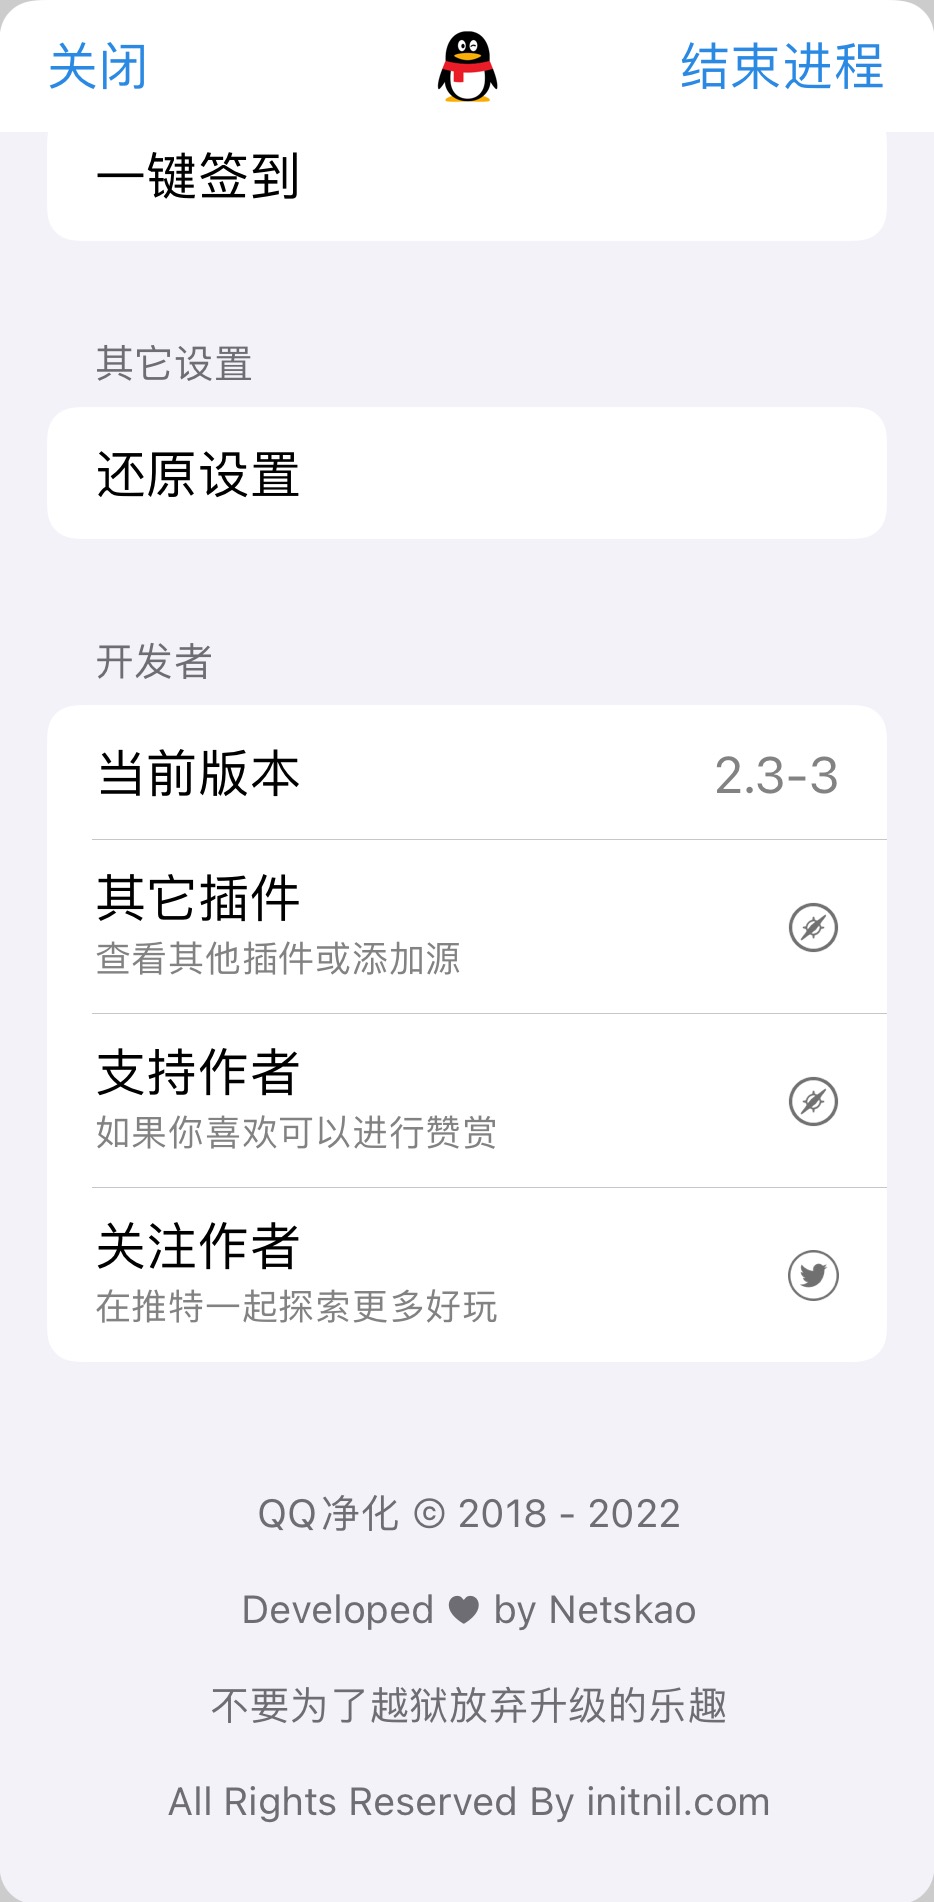 关闭
结束进程
一键签到
其它设置
还原设置
开发者
当前版本
2.3-3
其它插件
查看其他插件或添加源
支持作者
如果你喜欢可以进行赞赏
关注作者
在推特一起探索更多好玩
QQ净化 © 2018 - 2022
Developed ♥ by Netskao
不要为了越狱放弃升级的乐趣
All Rights Reserved By initnil.com